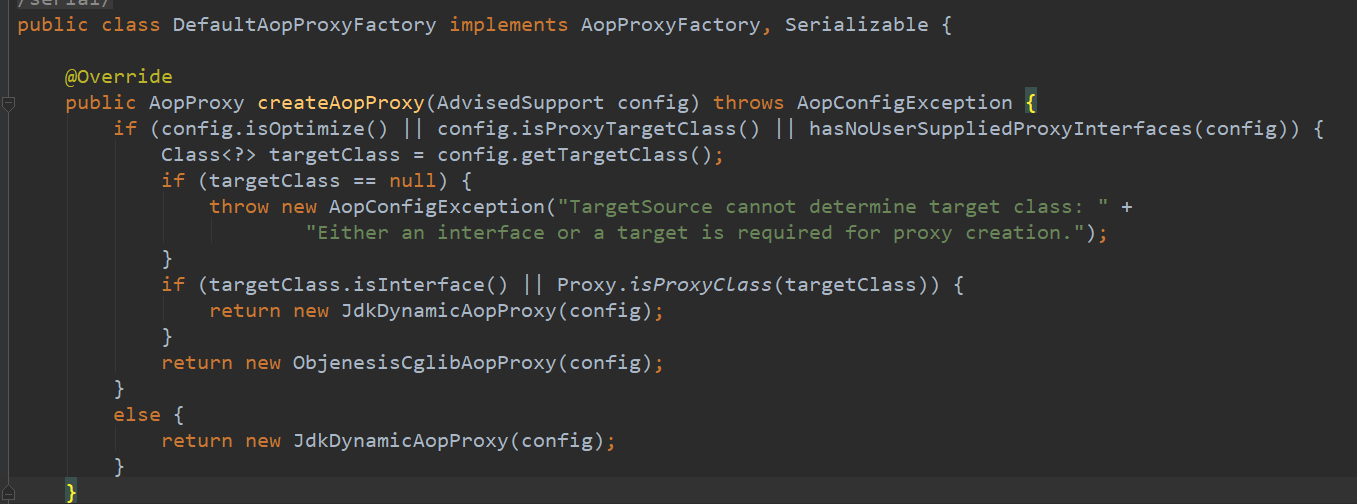 /serial/
public class DefaultAopProxyFactory implements AopProxyFactory, Serializable {
@Override
public AopProxy createAopProxy(AdvisedSupport config) throws AopConfigException {
if (config.isOptimize() || config.isProxyTargetClass() || hasNoUserSuppliedProxyInterfaces(config)) {
Class<?> targetClass = config.getTargetClass();
if (targetClass == null) {
throw new AopConfigException("TargetSource cannot determine target class: " +
"Either an interface or a target is required for proxy creation.");
}
if (targetClass.isInterface() || Proxy.isProxyClass(targetClass)) {
return new JdkDynamicAopProxy(config);
}
return new ObjenesisCglibAopProxy(config);
}
else {
return new JdkDynamicAopProxy(config);
}
}